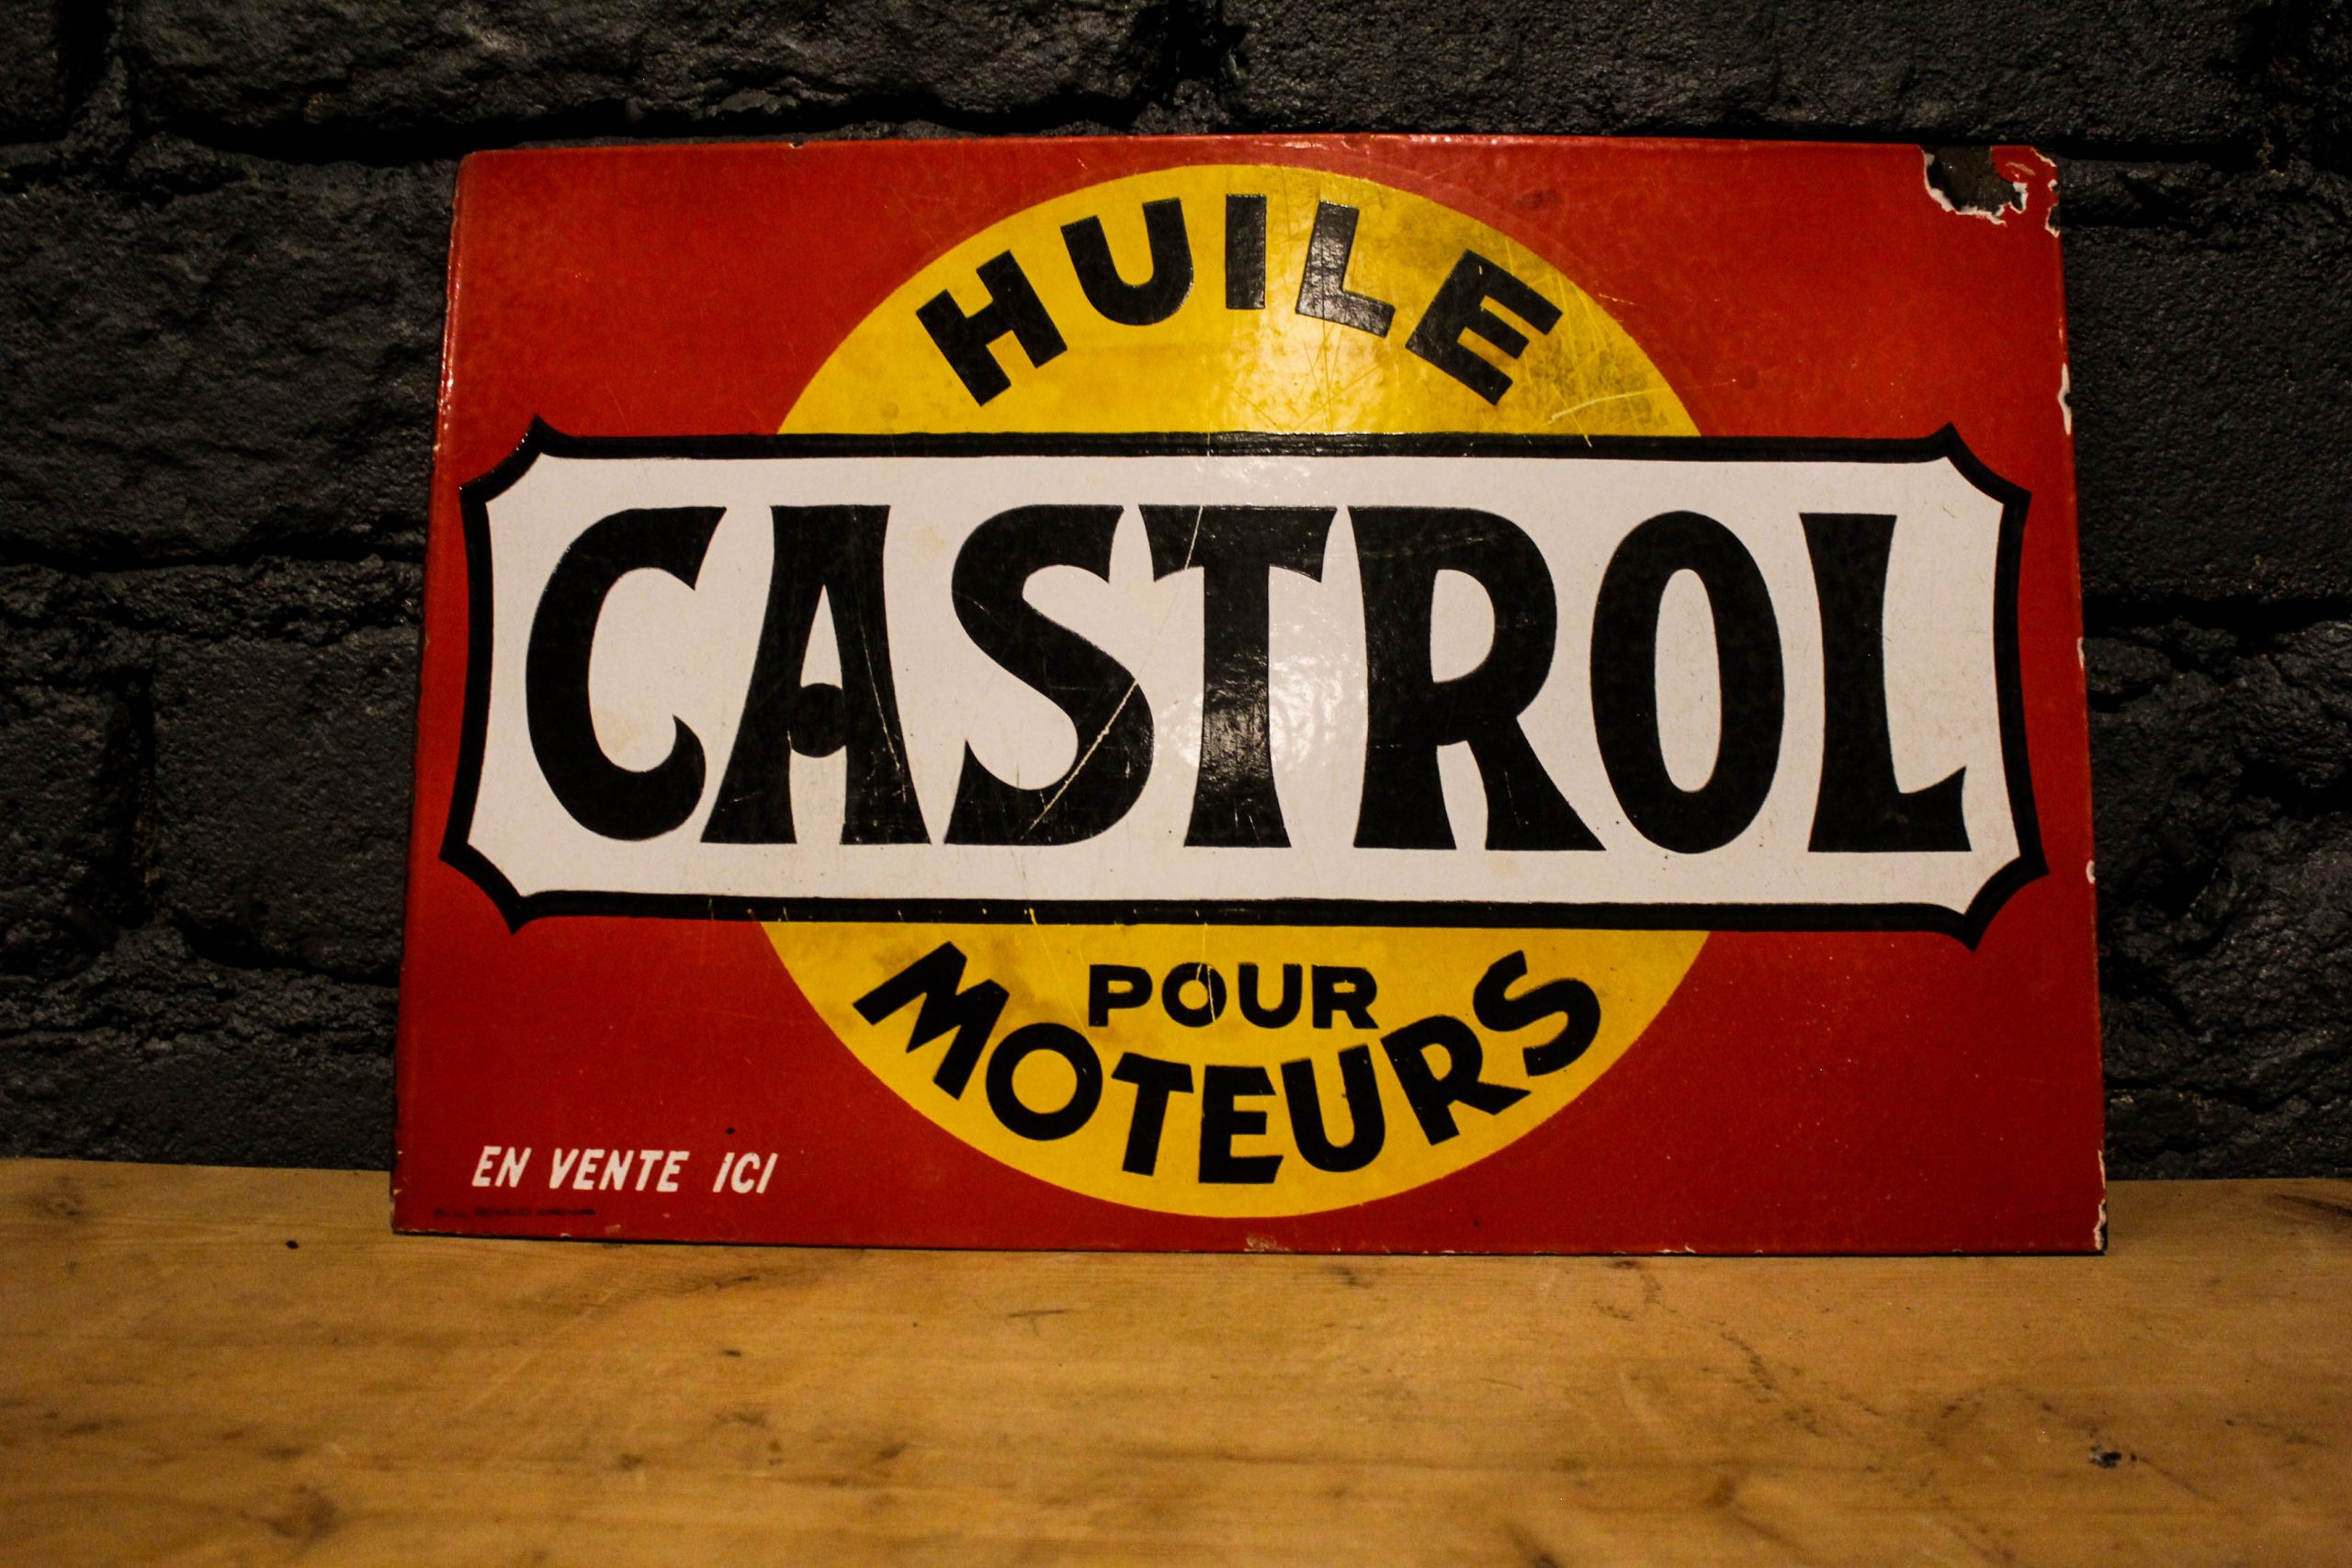 HUILE
CASTROL
POUR
MOTEURS
EN VENTE ICI